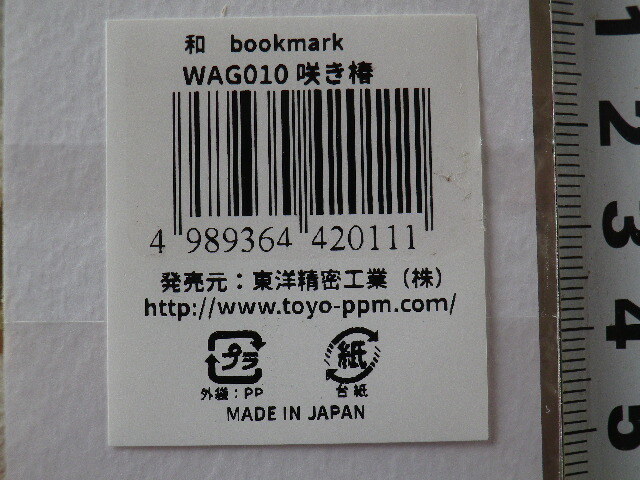 和 bookmark
WAG010 咲き椿
4 989364 420111
発売元：東洋精密工業（株）
http://www.toyo-ppm.com/
プラ 紙
外袋：PP 台紙
MADE IN JAPAN
1
2
3
4
5